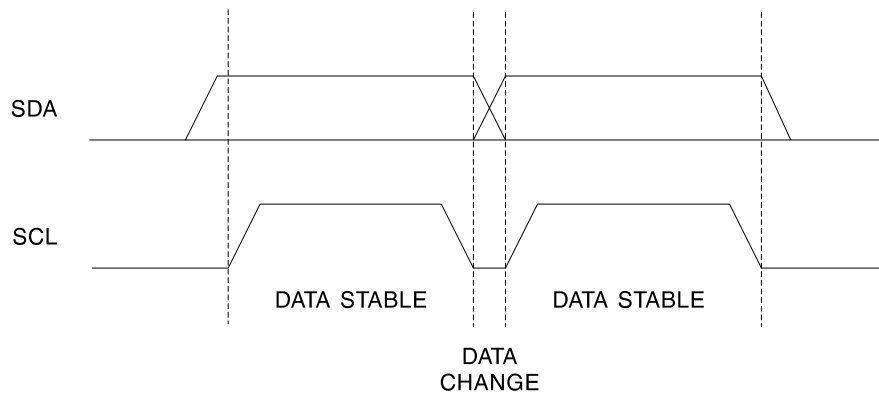 SDA
SCL
DATA STABLE
DATA STABLE
DATA
CHANGE